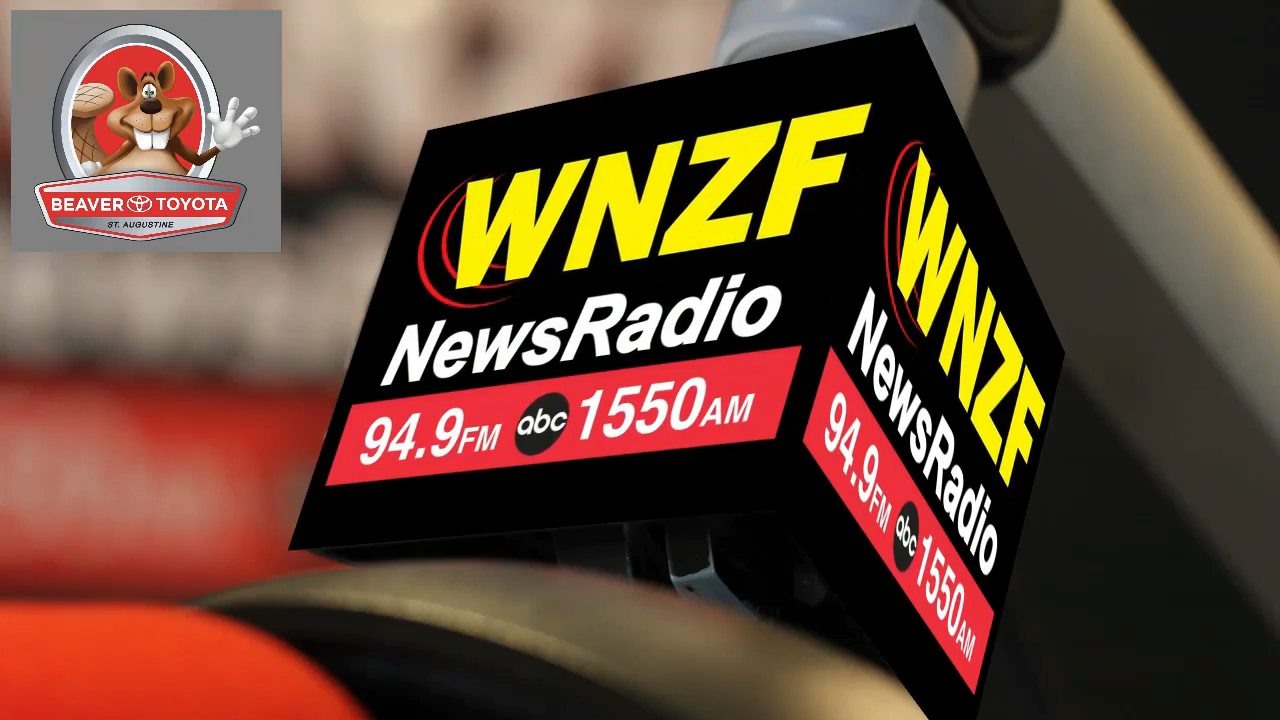 BEAVER TOYOTA
ST. AUGUSTINE
WNZF
NewsRadio
94.9FM abc 1550AM
WNZF
NewsRadio
94.9FM abc 1550AM